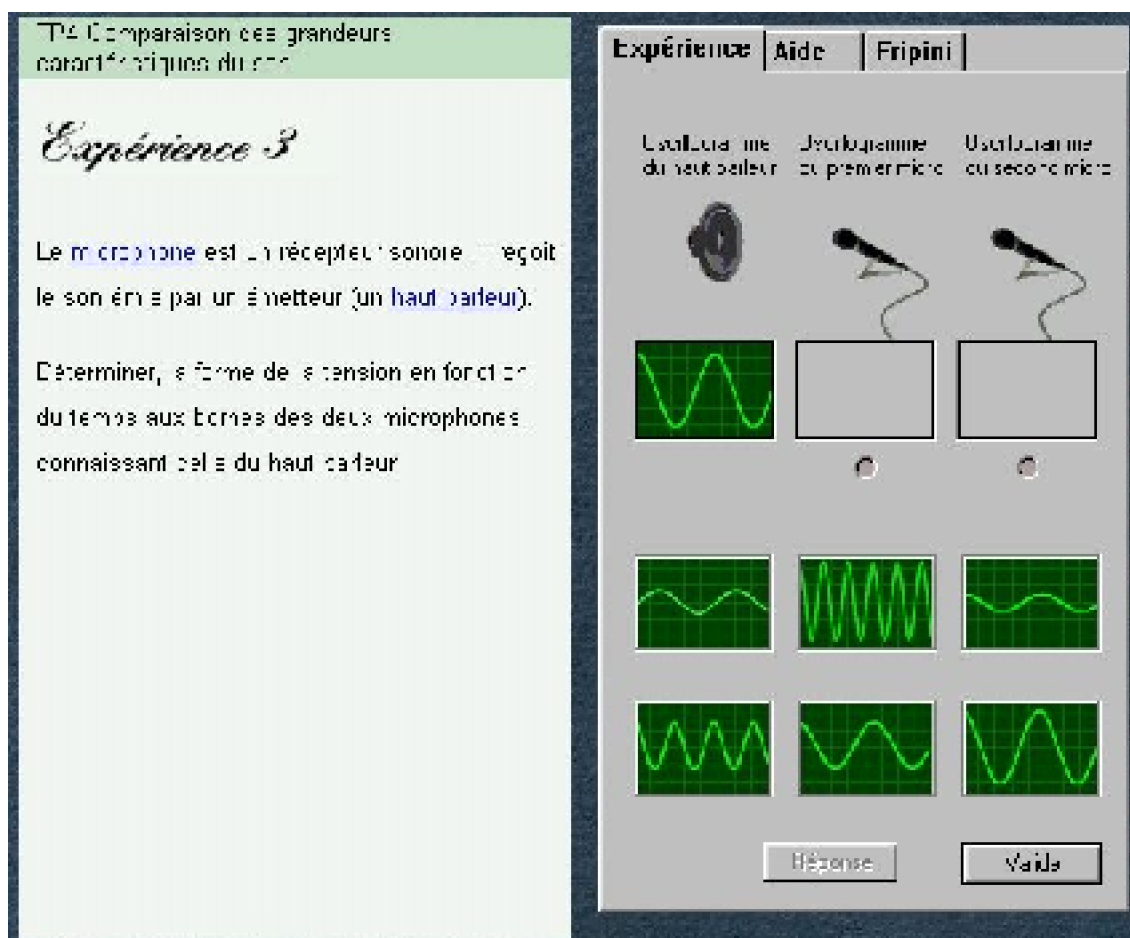 TP4 Comparaison des grandeurs
caractéristiques du son
Expérience 3
Le microphone est un récepteur sonore reçoit
le son émis par un émetteur (un haut parleur).
Déterminer, la forme de la tension en fonction
du temps aux bornes des deux microphones
connaissant celle du haut parleur
Expérience
Aide
Fripini
Oscillogramme
du haut parleur
Oscillogramme
du premier micro
Oscillogramme
du second micro
Réponse
Valide